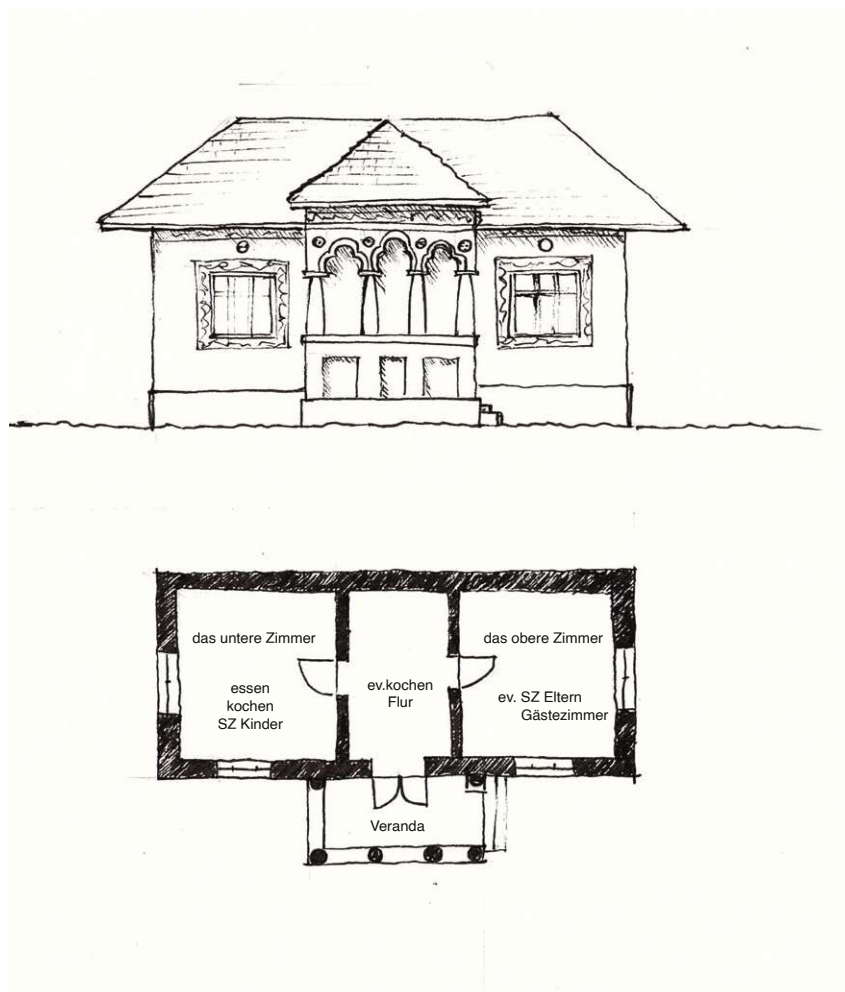 das untere Zimmer
essen
kochen
SZ Kinder
ev.kochen
Flur
das obere Zimmer
ev. SZ Eltern
Gästezimmer
Veranda